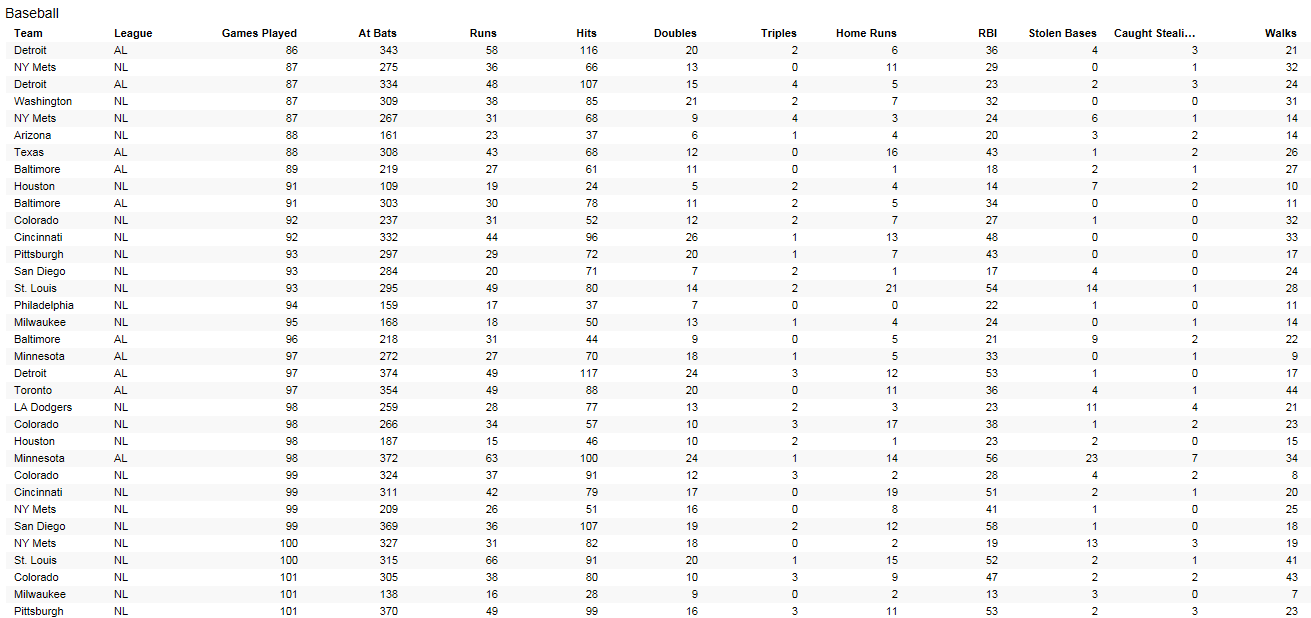 Baseball
Team League Games Played At Bats Runs Hits Doubles Triples Home Runs RBI Stolen Bases Caught Steali... Walks
Detroit AL 86 343 58 116 20 2 6 36 4 3 21
NY Mets NL 87 275 36 66 13 0 11 29 0 1 32
Detroit AL 87 334 48 107 15 4 5 23 2 3 24
Washington NL 87 309 38 85 21 2 7 32 0 0 31
NY Mets NL 87 267 31 68 9 4 3 24 6 1 14
Arizona NL 88 161 23 37 6 1 4 20 3 2 14
Texas AL 88 308 43 68 12 0 16 43 1 2 26
Baltimore AL 89 219 27 61 11 0 1 18 2 1 27
Houston NL 91 109 19 24 5 2 4 14 7 2 10
Baltimore AL 91 303 30 78 11 2 5 34 0 0 11
Colorado NL 92 237 31 52 12 2 7 27 1 0 32
Cincinnati NL 92 332 44 96 26 1 13 48 0 0 33
Pittsburgh NL 93 297 29 72 20 1 7 43 0 0 17
San Diego NL 93 284 20 71 7 2 1 17 4 0 24
St. Louis NL 93 295 49 80 14 2 21 54 14 1 28
Philadelphia NL 94 159 17 37 7 0 0 22 1 0 11
Milwaukee NL 95 168 18 50 13 1 4 24 0 1 14
Baltimore AL 96 218 31 44 9 0 5 21 9 2 22
Minnesota AL 97 272 27 70 18 1 5 33 0 1 9
Detroit AL 97 374 49 117 24 3 12 53 1 0 17
Toronto AL 97 354 49 88 20 0 11 36 4 1 44
LA Dodgers NL 98 259 28 77 13 2 3 23 11 4 21
Colorado NL 98 266 34 57 10 3 17 38 1 2 23
Houston NL 98 187 15 46 10 2 1 23 2 0 15
Minnesota AL 98 372 63 100 24 1 14 56 23 7 34
Colorado NL 99 324 37 91 12 3 2 28 4 2 8
Cincinnati NL 99 311 42 79 17 0 19 51 2 1 20
NY Mets NL 99 209 26 51 16 0 8 41 1 0 25
San Diego NL 99 369 36 107 19 2 12 58 1 0 18
NY Mets NL 100 327 31 82 18 0 2 19 13 3 19
St. Louis NL 100 315 66 91 20 1 15 52 2 1 41
Colorado NL 101 305 38 80 10 3 9 47 2 2 43
Milwaukee NL 101 138 16 28 9 0 2 13 3 0 7
Pittsburgh NL 101 370 49 99 16 3 11 53 2 3 23